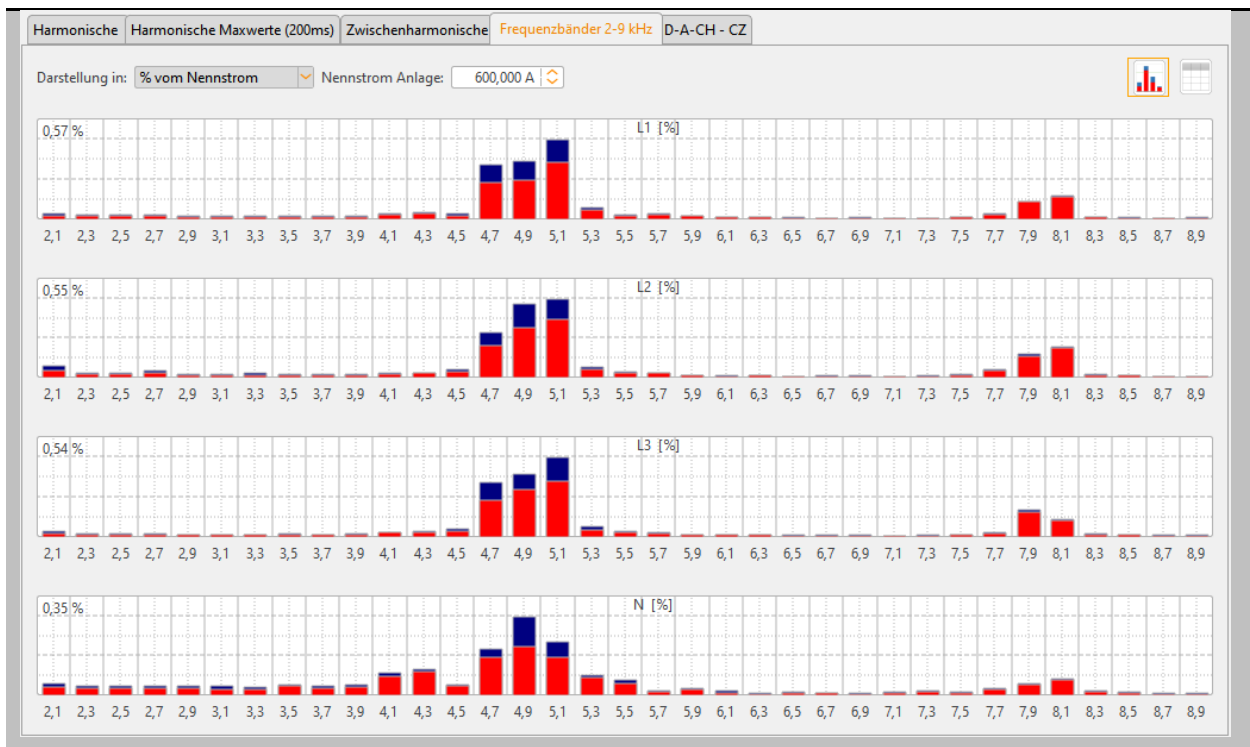 Harmonische Harmonische Maxwerte (200ms) Zwischenharmonische Frequenzbänder 2-9 kHz D-A-CH - CZ
Darstellung in: % vom Nennstrom Nennstrom Anlage: 600,000 A
0,57 % L1 [%]
2,1 2,3 2,5 2,7 2,9 3,1 3,3 3,5 3,7 3,9 4,1 4,3 4,5 4,7 4,9 5,1 5,3 5,5 5,7 5,9 6,1 6,3 6,5 6,7 6,9 7,1 7,3 7,5 7,7 7,9 8,1 8,3 8,5 8,7 8,9
0,55 % L2 [%]
2,1 2,3 2,5 2,7 2,9 3,1 3,3 3,5 3,7 3,9 4,1 4,3 4,5 4,7 4,9 5,1 5,3 5,5 5,7 5,9 6,1 6,3 6,5 6,7 6,9 7,1 7,3 7,5 7,7 7,9 8,1 8,3 8,5 8,7 8,9
0,54 % L3 [%]
2,1 2,3 2,5 2,7 2,9 3,1 3,3 3,5 3,7 3,9 4,1 4,3 4,5 4,7 4,9 5,1 5,3 5,5 5,7 5,9 6,1 6,3 6,5 6,7 6,9 7,1 7,3 7,5 7,7 7,9 8,1 8,3 8,5 8,7 8,9
0,35 % N [%]
2,1 2,3 2,5 2,7 2,9 3,1 3,3 3,5 3,7 3,9 4,1 4,3 4,5 4,7 4,9 5,1 5,3 5,5 5,7 5,9 6,1 6,3 6,5 6,7 6,9 7,1 7,3 7,5 7,7 7,9 8,1 8,3 8,5 8,7 8,9